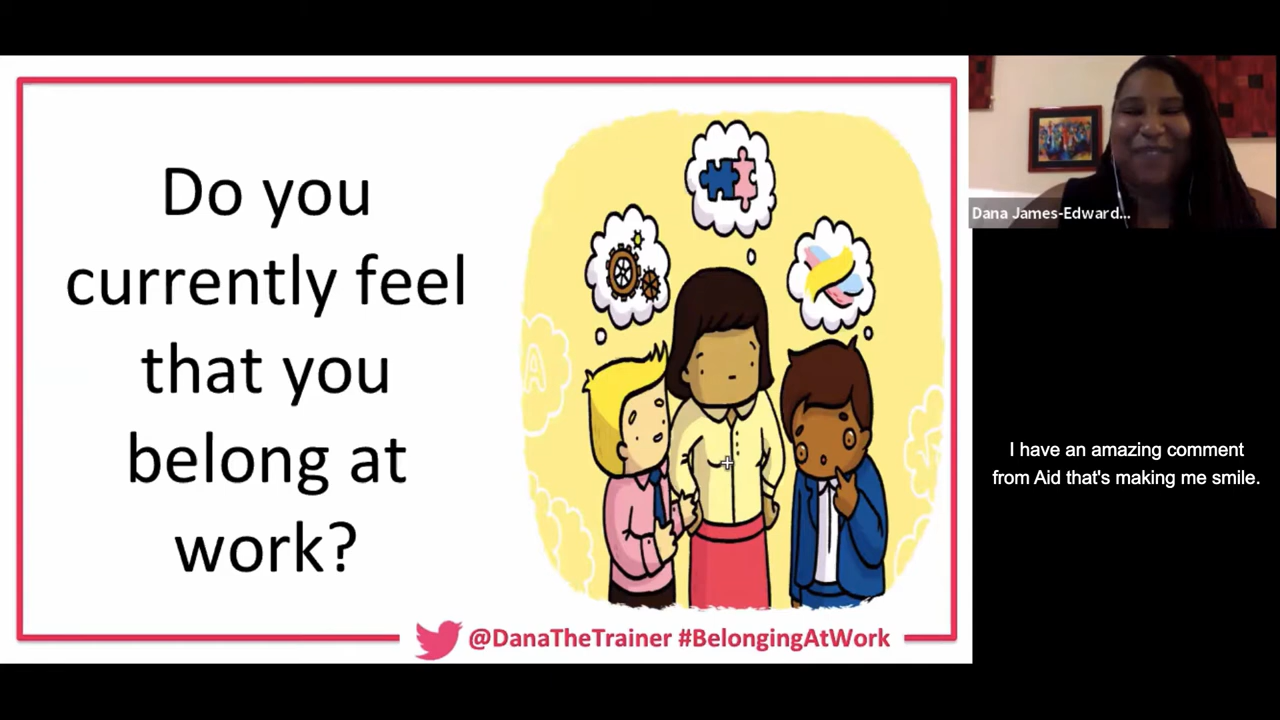 Do you
currently feel
that you
belong at
work?
@DanaTheTrainer #BelongingAtWork
Dana James-Edward...
I have an amazing comment
from Aid that's making me smile.
A